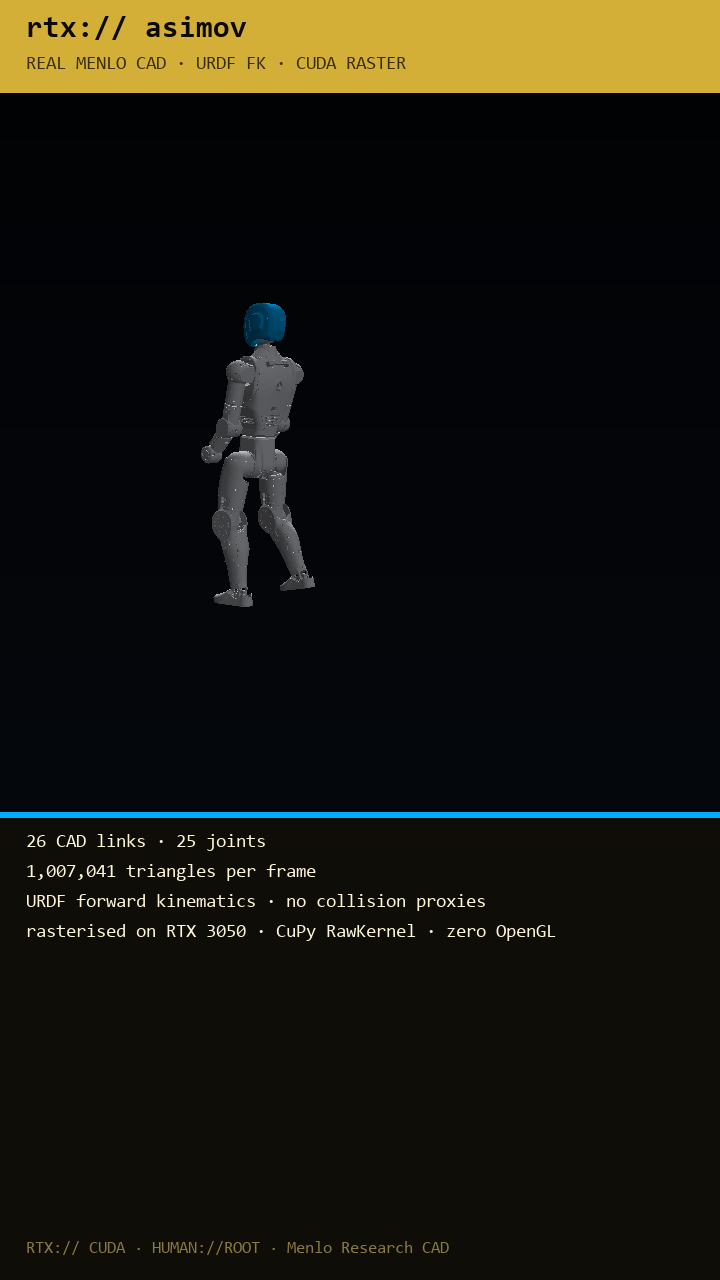 rtx:// asimov
REAL MENLO CAD · URDF FK · CUDA RASTER
26 CAD links · 25 joints
1,007,041 triangles per frame
URDF forward kinematics · no collision proxies
rasterised on RTX 3050 · CuPy RawKernel · zero OpenGL
RTX:// CUDA · HUMAN://ROOT · Menlo Research CAD